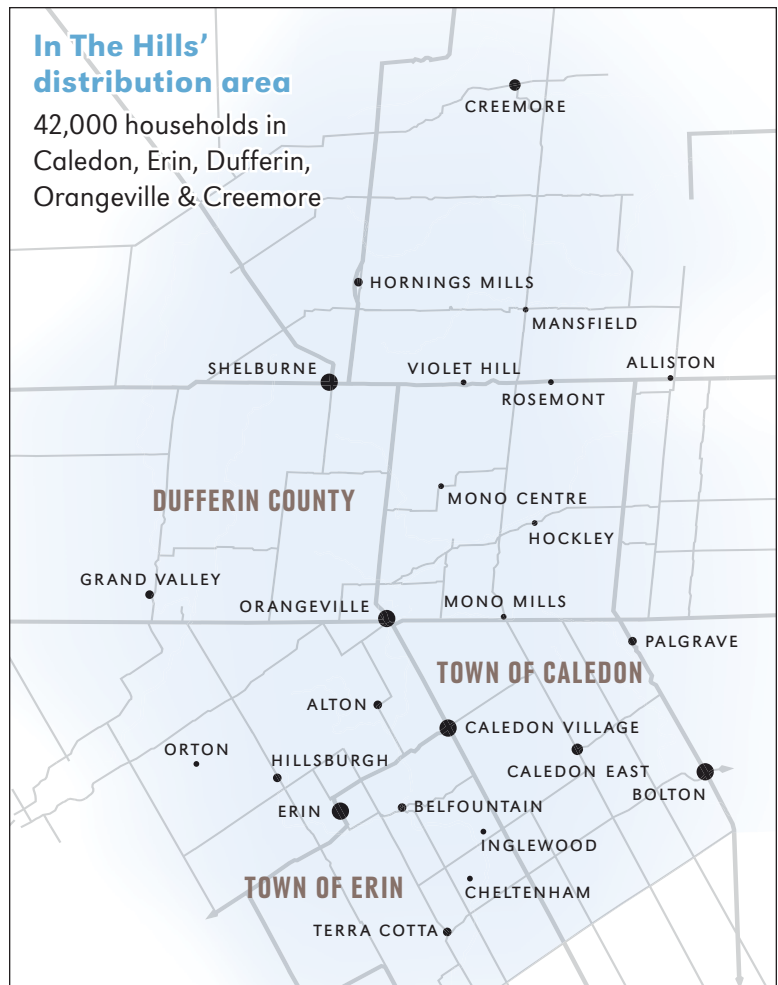 In The Hills’
distribution area
42,000 households in
Caledon, Erin, Dufferin,
Orangeville & Creemore
CREEMORE
HORNINGS MILLS
MANSFIELD
SHELBURNE
VIOLET HILL
ALLISTON
ROSEMONT
DUFFERIN COUNTY
MONO CENTRE
HOCKLEY
GRAND VALLEY
ORANGEVILLE
MONO MILLS
PALGRAVE
TOWN OF CALEDON
ALTON
CALEDON VILLAGE
ORTON
HILLSBURGH
CALEDON EAST
BOLTON
ERIN
BELFOUNTAIN
INGLEWOOD
TOWN OF ERIN
CHELTENHAM
TERRA COTTA